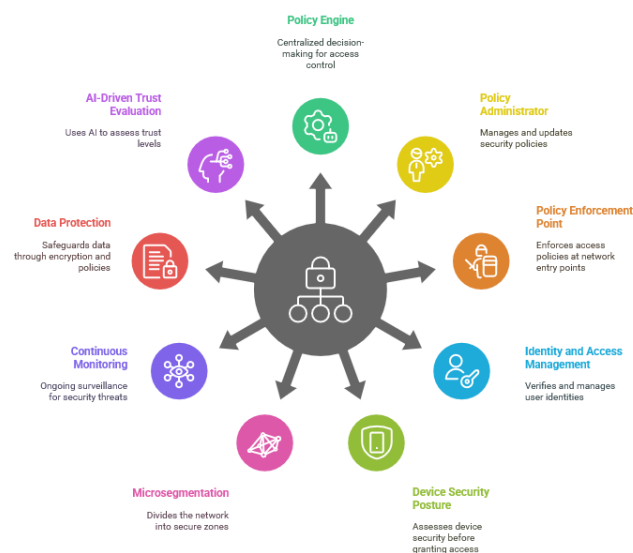 Policy Engine
Centralized decision-
making for access
control
Policy
Administrator
Manages and updates
security policies
Policy Enforcement
Point
Enforces access
policies at network
entry points
Identity and Access
Management
Verifies and manages
user identities
Device Security
Posture
Assesses device
security before
granting access
Microsegmentation
Divides the network
into secure zones
Continuous
Monitoring
Ongoing surveillance
for security threats
Data Protection
Safeguards data
through encryption and
policies
AI-Driven Trust
Evaluation
Uses AI to assess trust
levels